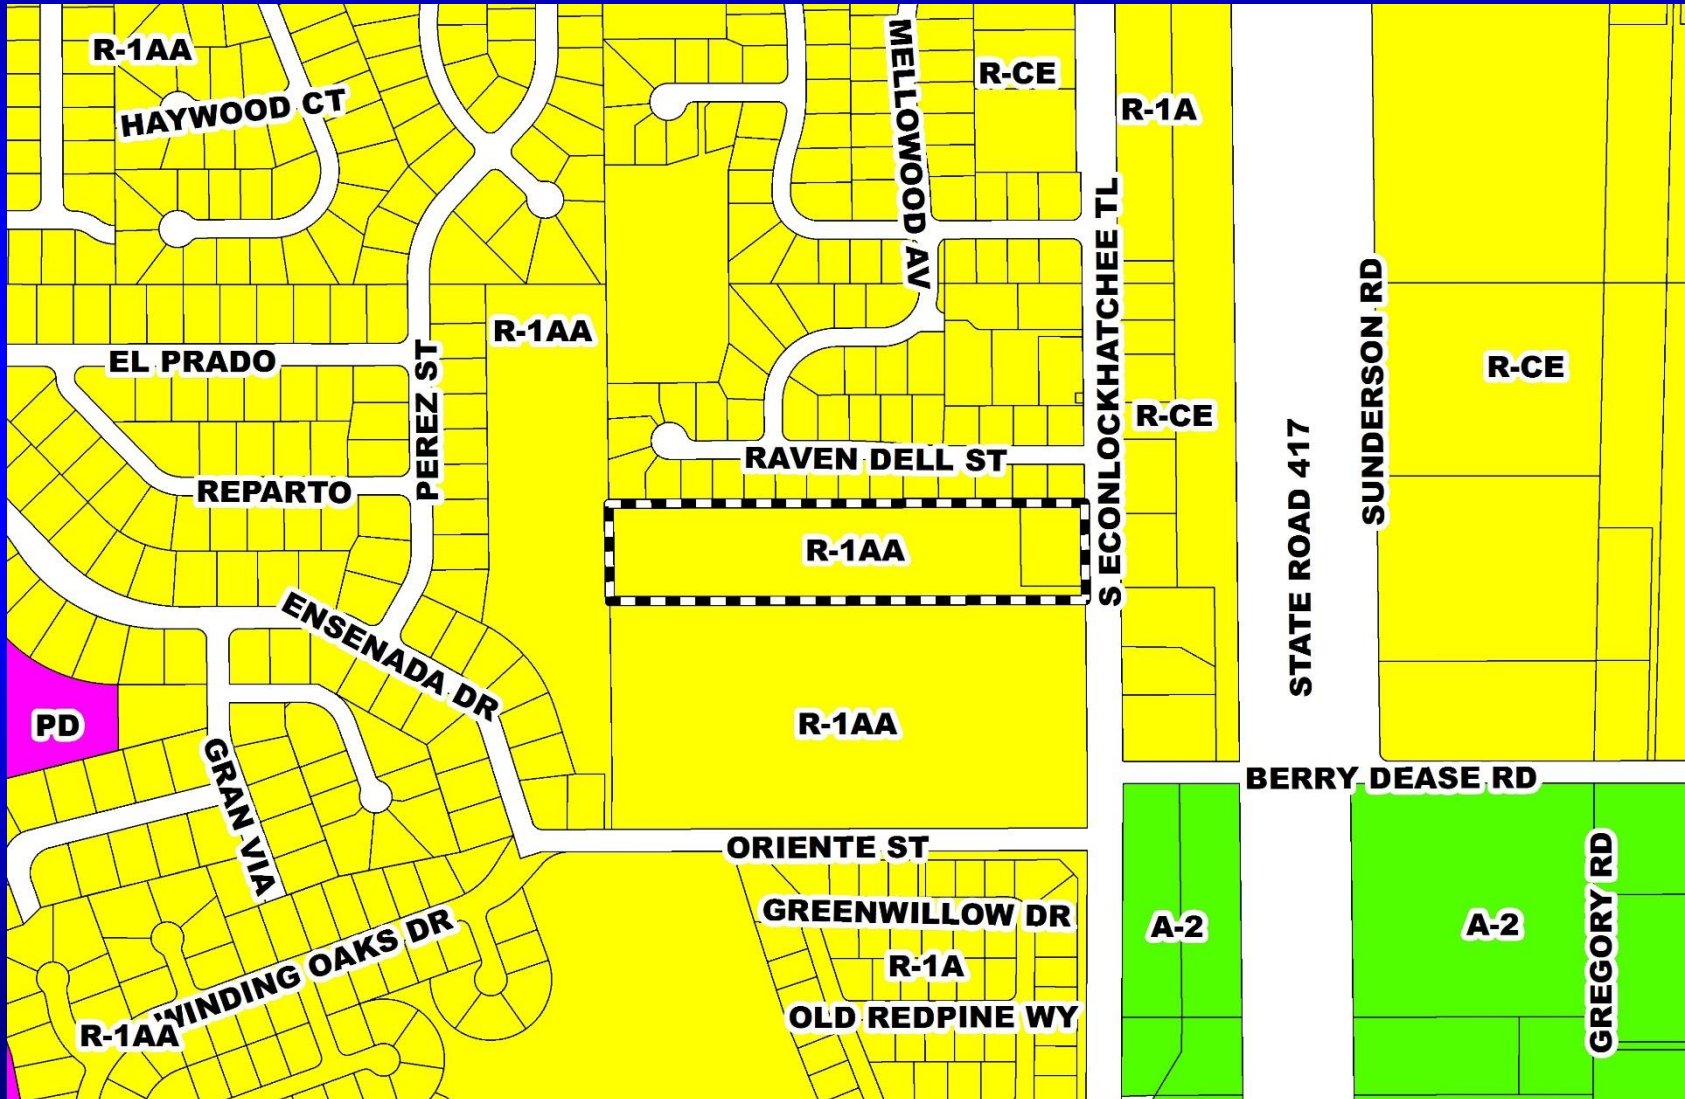 R-1AA
HAYWOOD CT
MELLOWOOD AV
R-CE
R-1A
R-1AA
EL PRADO
PEREZ ST
S ECONLOCKHATCHEE TL
SUNDERSON RD
R-CE
R-CE
REPARTO
RAVEN DELL ST
STATE ROAD 417
R-1AA
ENSENADA DR
PD
R-1AA
GRAN VIA
BERRY DEASE RD
ORIENTE ST
GREENWILLOW DR
A-2
A-2
GREGORY RD
WINDING OAKS DR
R-1A
OLD REDPINE WY
R-1AA